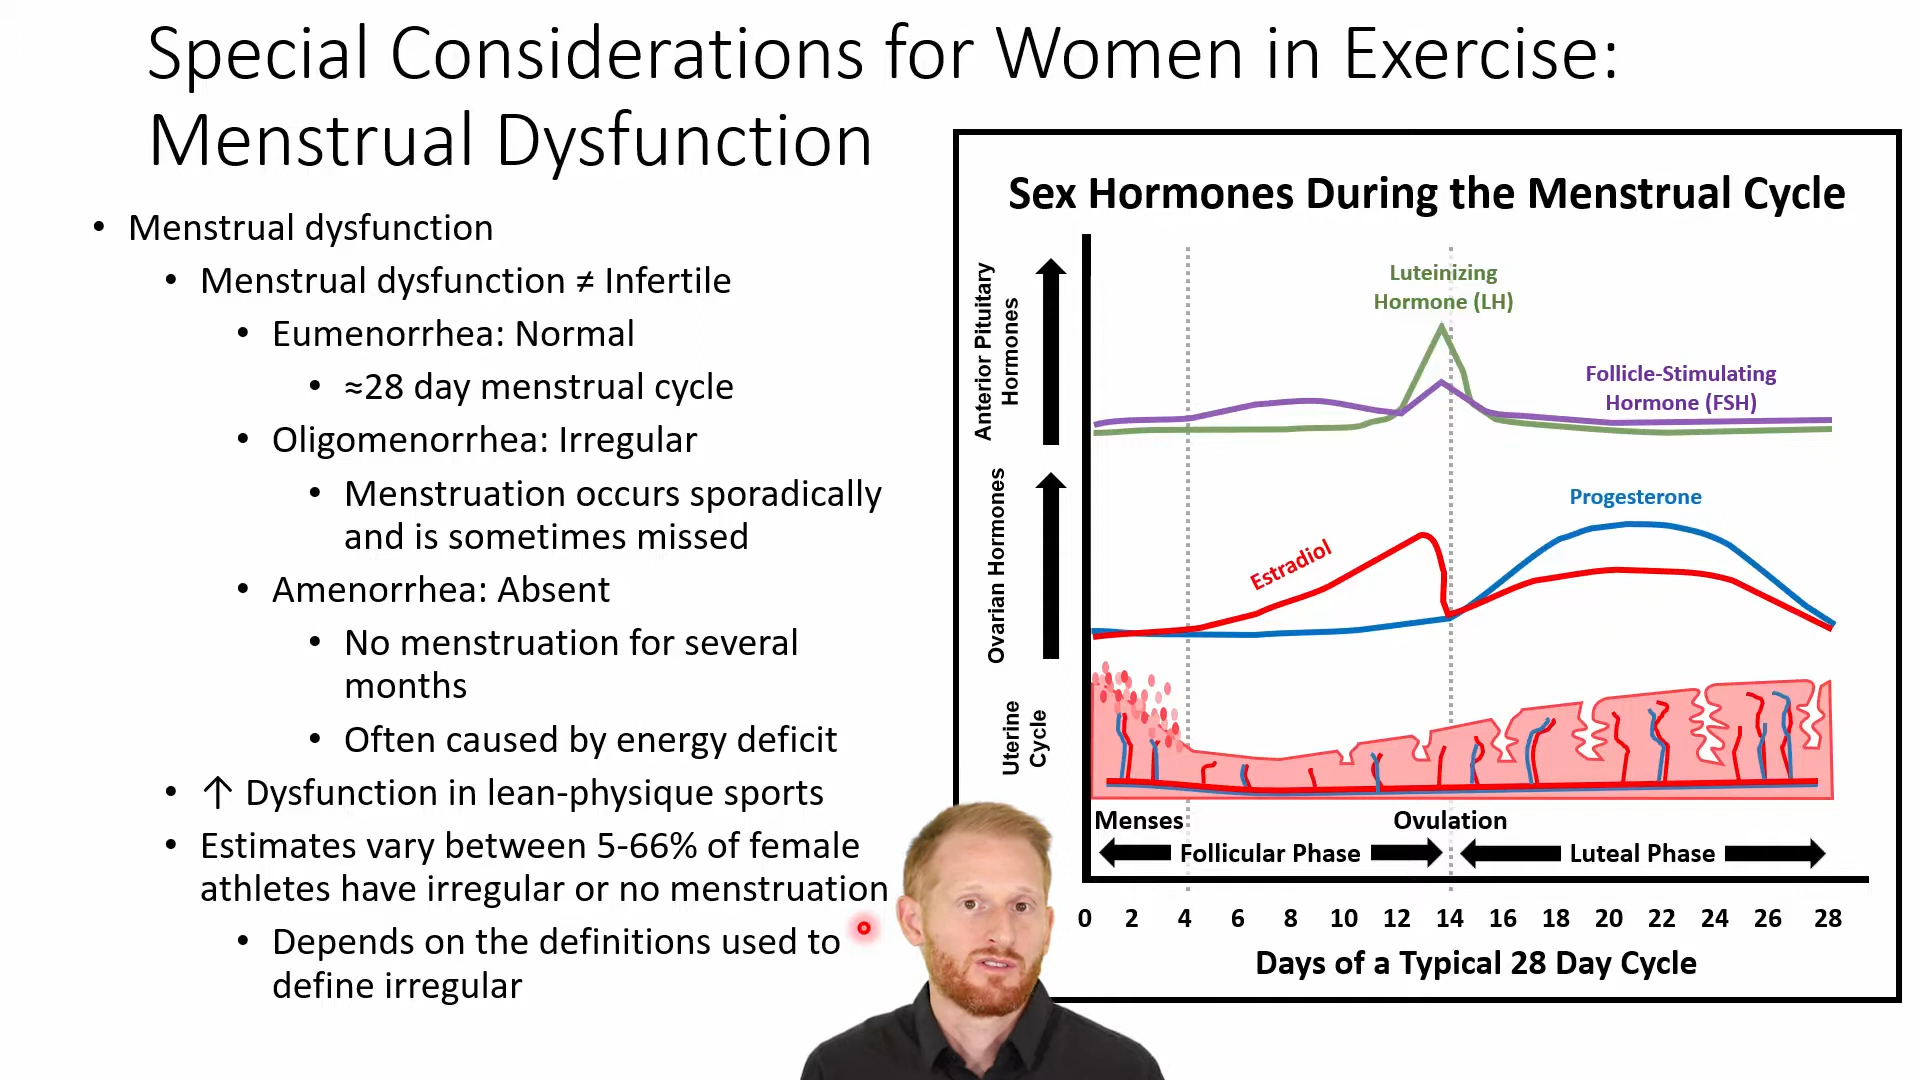 Special Considerations for Women in Exercise:
Menstrual Dysfunction
• Menstrual dysfunction
• Menstrual dysfunction ≠ Infertile
• Eumenorrhea: Normal
• ≈28 day menstrual cycle
• Oligomenorrhea: Irregular
• Menstruation occurs sporadically
and is sometimes missed
• Amenorrhea: Absent
• No menstruation for several
months
• Often caused by energy deficit
• ↑ Dysfunction in lean-physique sports
• Estimates vary between 5-66% of female
athletes have irregular or no menstruation
• Depends on the definitions used to
define irregular
Sex Hormones During the Menstrual Cycle
Anterior Pituitary
Hormones
Luteinizing
Hormone (LH)
Follicle-Stimulating
Hormone (FSH)
Ovarian Hormones
Estradiol
Progesterone
Uterine
Cycle
Menses
Ovulation
Follicular Phase
Luteal Phase
0 2 4 6 8 10 12 14 16 18 20 22 24 26 28
Days of a Typical 28 Day Cycle